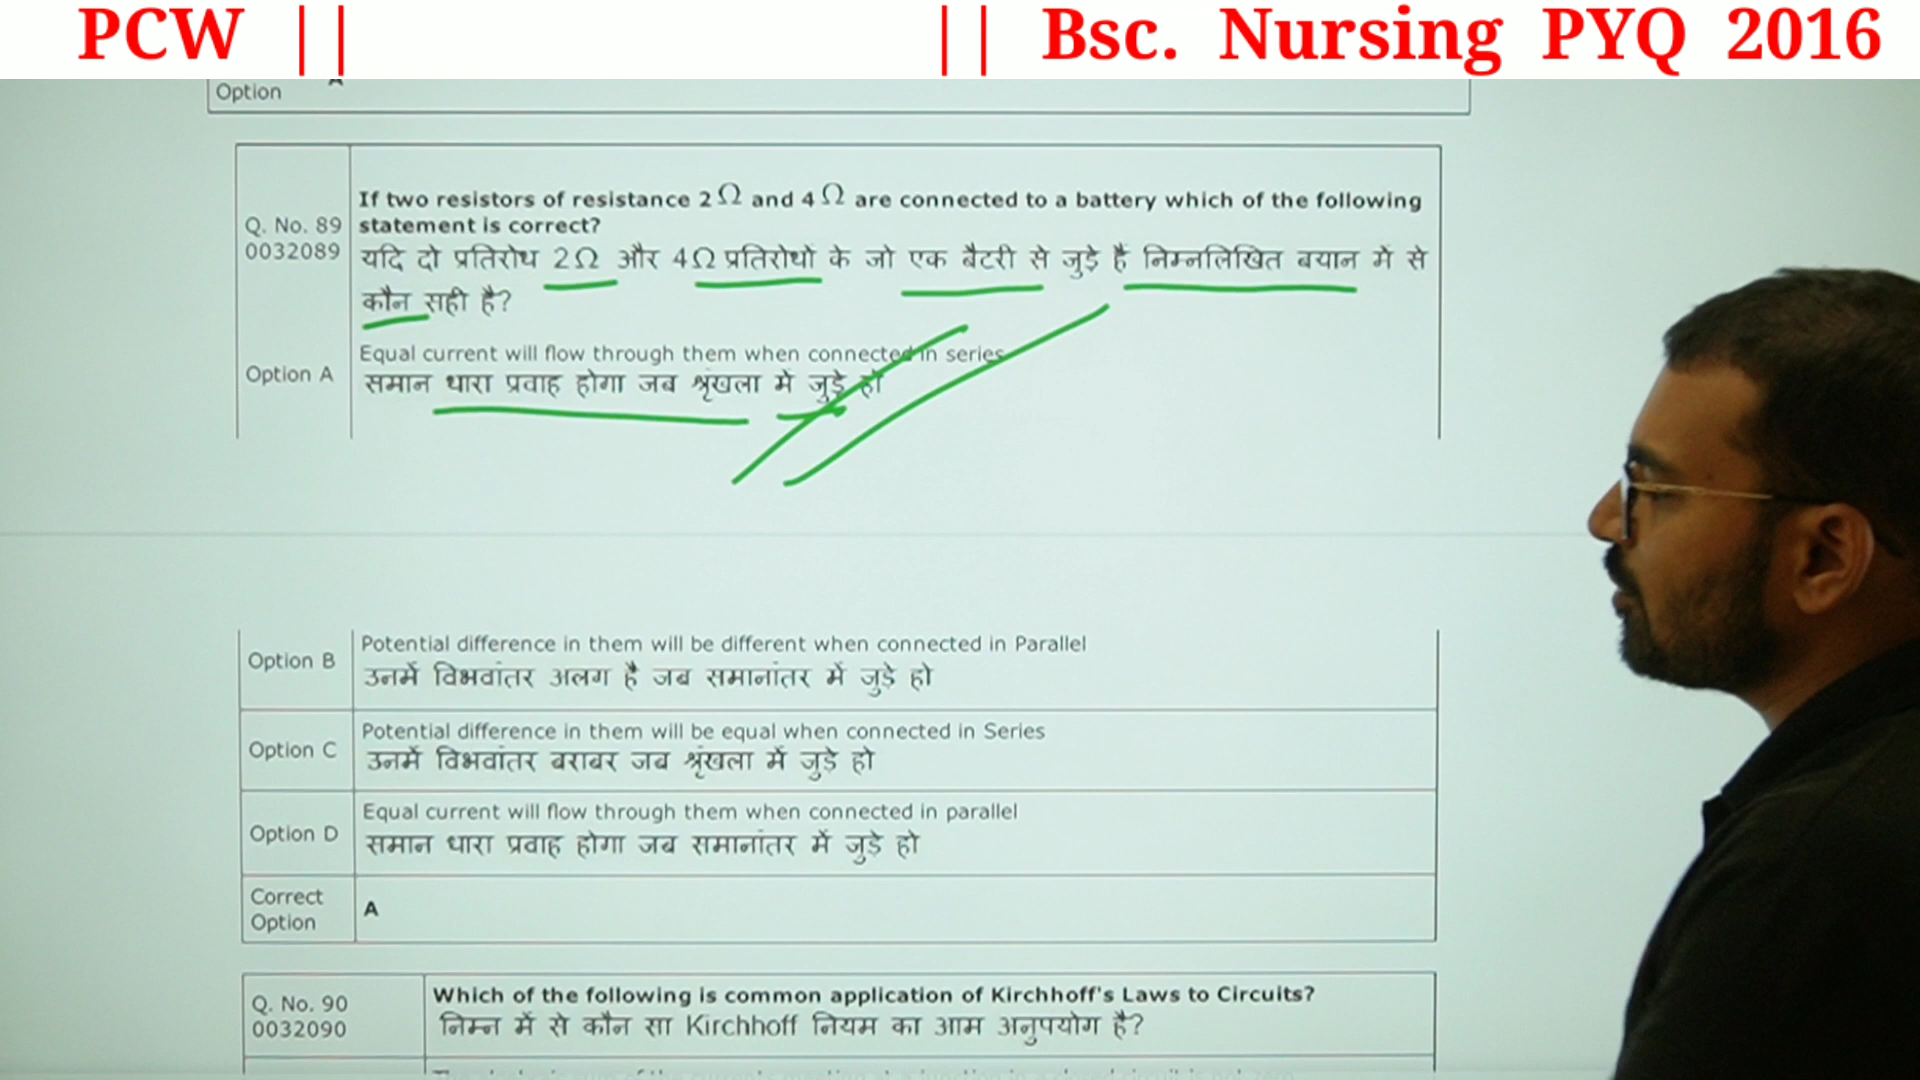 PCW || || Bsc. Nursing PYQ 2016
Option
Q. No. 89
0032089
If two resistors of resistance 2 Ω and 4 Ω are connected to a battery which of the following
statement is correct?
यदि दो प्रतिरोध 2Ω और 4Ω प्रतिरोधों के जो एक बैटरी से जुड़े हैं निम्नलिखित बयान में से
कौन सही है?
Option A
Equal current will flow through them when connected in series
समान धारा प्रवाह होगा जब श्रृंखला में जुड़े हो
Option B
Potential difference in them will be different when connected in Parallel
उनमें विभवांतर अलग है जब समानांतर में जुड़े हो
Option C
Potential difference in them will be equal when connected in Series
उनमें विभवांतर बराबर जब श्रृंखला में जुड़े हो
Option D
Equal current will flow through them when connected in parallel
समान धारा प्रवाह होगा जब समानांतर में जुड़े हो
Correct
Option
A
Q. No. 90
0032090
Which of the following is common application of Kirchhoff's Laws to Circuits?
निम्न में से कौन सा Kirchhoff नियम का आम अनुपयोग है?